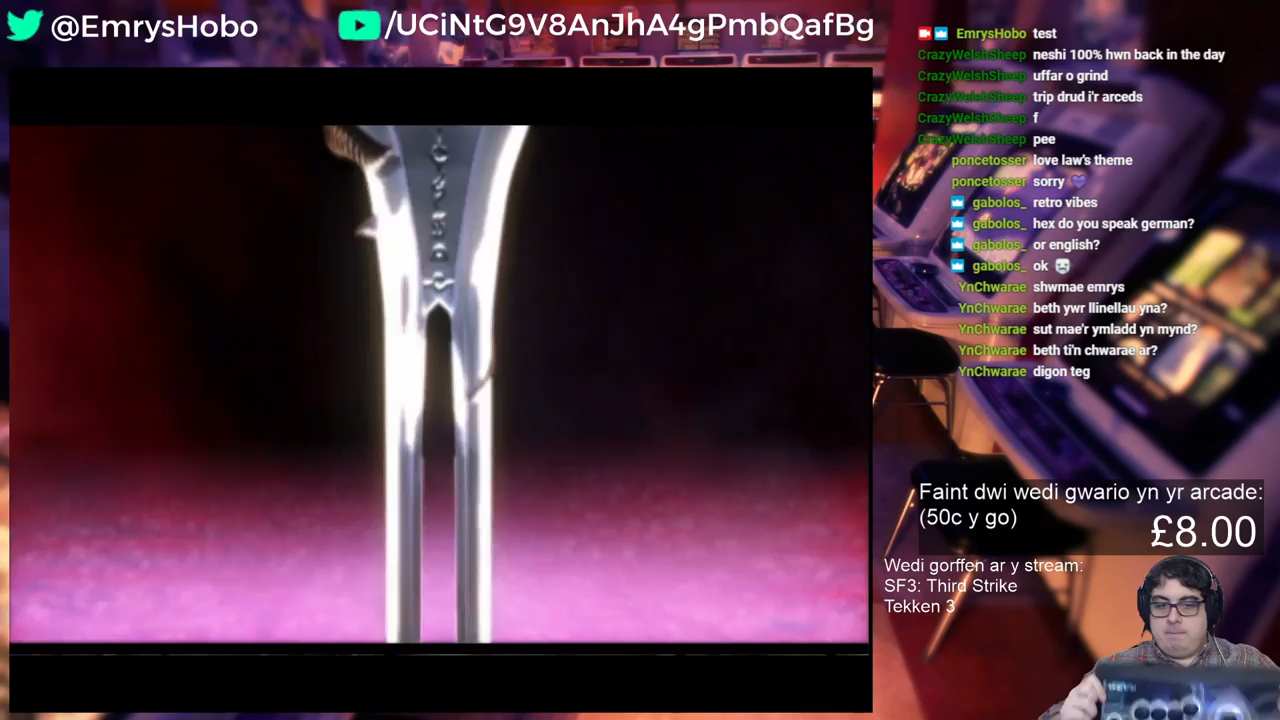 @EmrysHobo
/UCiNtG9V8AnJhA4gPmbQafBg
EmrysHobo test
CrazyWelshSheep neshi 100% hwn back in the day
CrazyWelshSheep uffar o grind
CrazyWelshSheep trip drud i'r arceds
CrazyWelshSheep f
CrazyWelshSheep pee
poncetosser love law's theme
poncetosser sorry
gabolos_ retro vibes
gabolos_ hex do you speak german?
gabolos_ or english?
gabolos_ ok
YnChwarae shwmae emrys
YnChwarae beth ywr llinellau yna?
YnChwarae sut mae'r ymladd yn mynd?
YnChwarae beth ti'n chwarae ar?
YnChwarae digon teg
Faint dwi wedi gwario yn yr arcade:
(50c y go)
£8.00
Wedi gorffen ar y stream:
SF3: Third Strike
Tekken 3